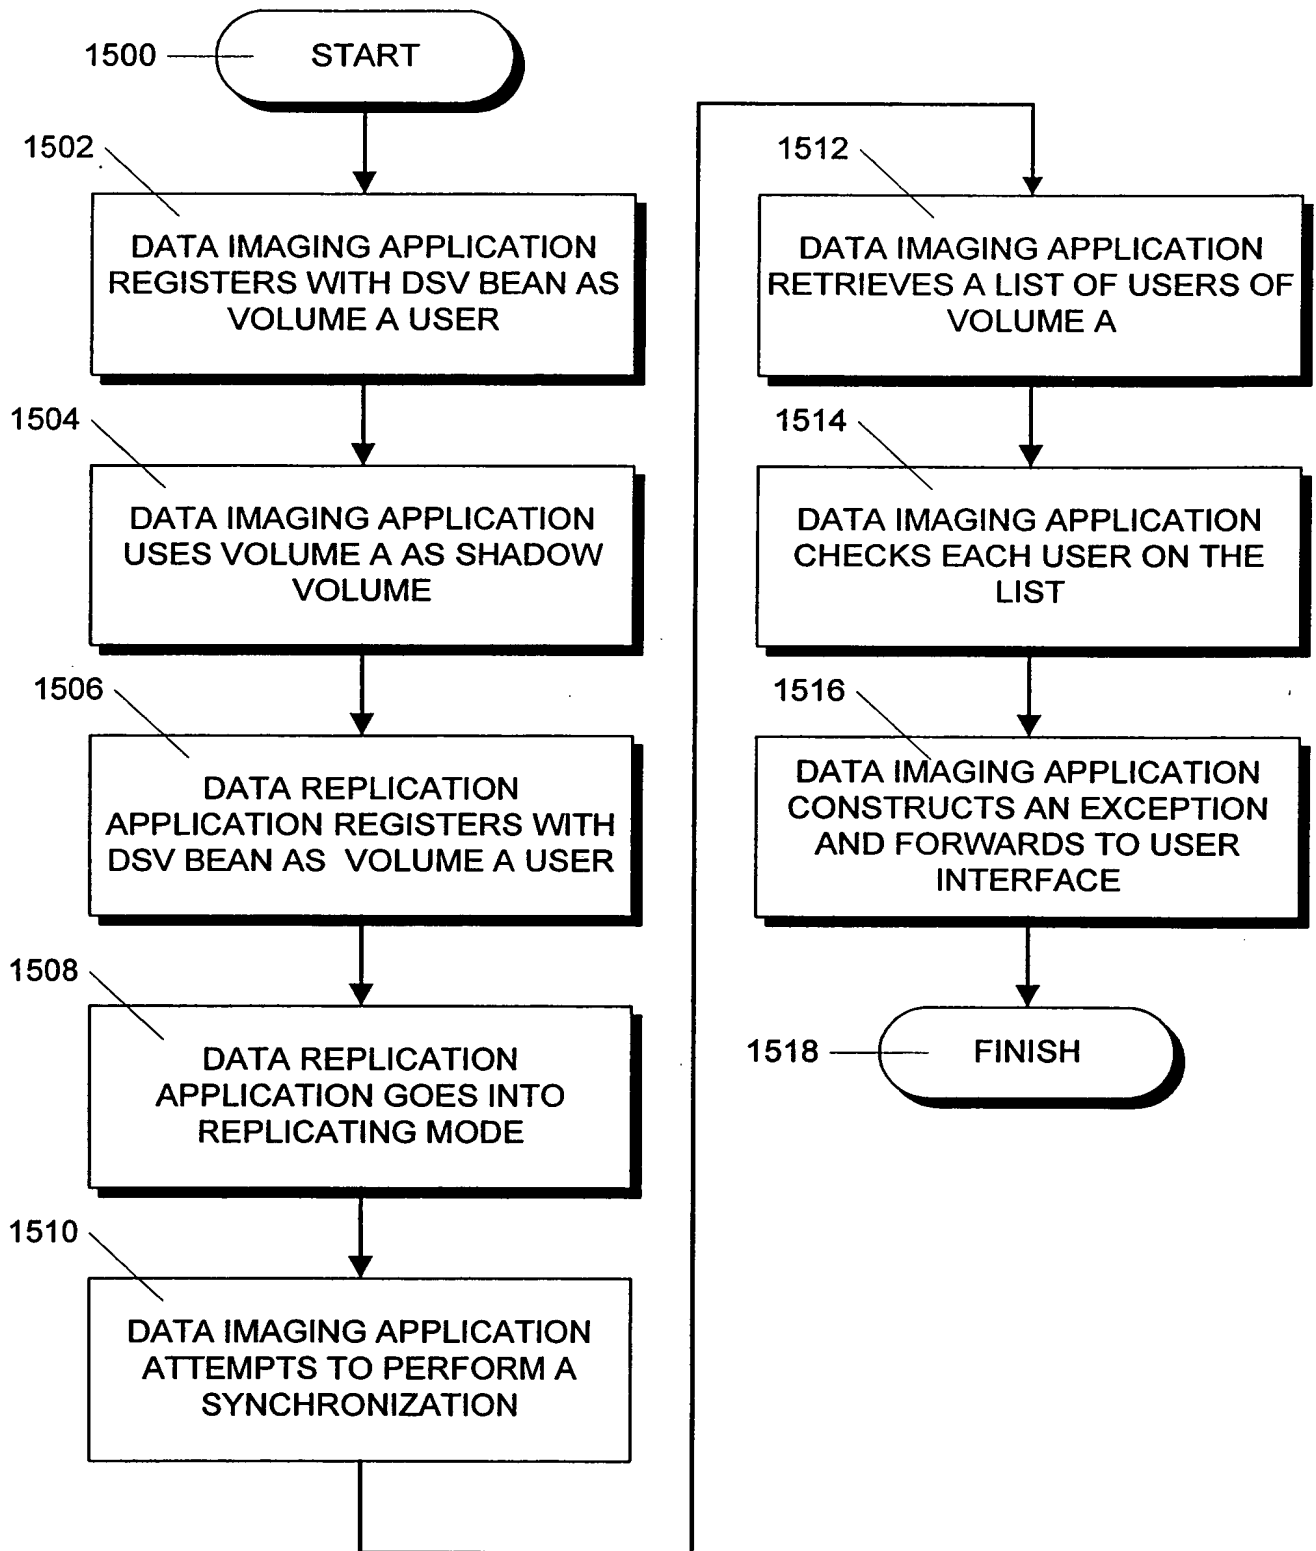 1500
START
1502
DATA IMAGING APPLICATION
REGISTERS WITH DSV BEAN AS
VOLUME A USER
1504
DATA IMAGING APPLICATION
USES VOLUME A AS SHADOW
VOLUME
1506
DATA REPLICATION
APPLICATION REGISTERS WITH
DSV BEAN AS VOLUME A USER
1508
DATA REPLICATION
APPLICATION GOES INTO
REPLICATING MODE
1510
DATA IMAGING APPLICATION
ATTEMPTS TO PERFORM A
SYNCHRONIZATION
1512
DATA IMAGING APPLICATION
RETRIEVES A LIST OF USERS OF
VOLUME A
1514
DATA IMAGING APPLICATION
CHECKS EACH USER ON THE
LIST
1516
DATA IMAGING APPLICATION
CONSTRUCTS AN EXCEPTION
AND FORWARDS TO USER
INTERFACE
1518
FINISH